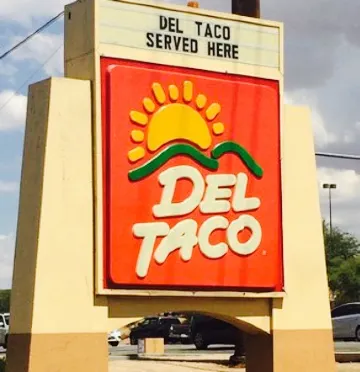 DEL TACO
SERVED HERE
DEL
TACO